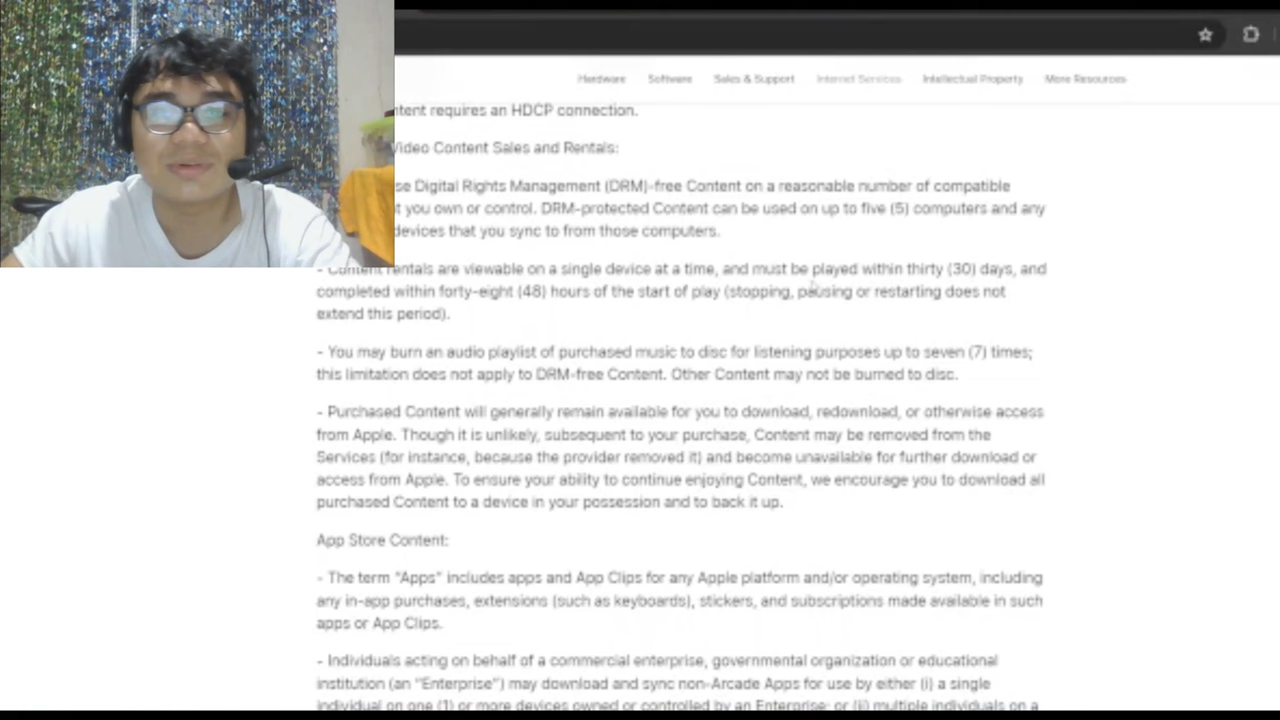 Hardware Software Sales & Support Internet Services Intellectual Property More Resources
requires an HDCP connection.
Video Content Sales and Rentals:
Digital Rights Management (DRM)-free Content on a reasonable number of compatible
you own or control. DRM-protected Content can be used on up to five (5) computers and any
devices that you sync to from those computers.
- Content rentals are viewable on a single device at a time, and must be played within thirty (30) days, and
completed within forty-eight (48) hours of the start of play (stopping, pausing or restarting does not
extend this period).
- You may burn an audio playlist of purchased music to disc for listening purposes up to seven (7) times;
this limitation does not apply to DRM-free Content. Other Content may not be burned to disc.
- Purchased Content will generally remain available for you to download, redownload, or otherwise access
from Apple. Though it is unlikely, subsequent to your purchase, Content may be removed from the
Services (for instance, because the provider removed it) and become unavailable for further download or
access from Apple. To ensure your ability to continue enjoying Content, we encourage you to download all
purchased Content to a device in your possession and to back it up.
App Store Content:
- The term "Apps" includes apps and App Clips for any Apple platform and/or operating system, including
any in-app purchases, extensions (such as keyboards), stickers, and subscriptions made available in such
apps or App Clips.
- Individuals acting on behalf of a commercial enterprise, governmental organization or educational
institution (an "Enterprise") may download and sync non-Arcade Apps for use by either (i) a single
individual on one (1) or more devices owned or controlled by an Enterprise; or (ii) multiple individuals on a